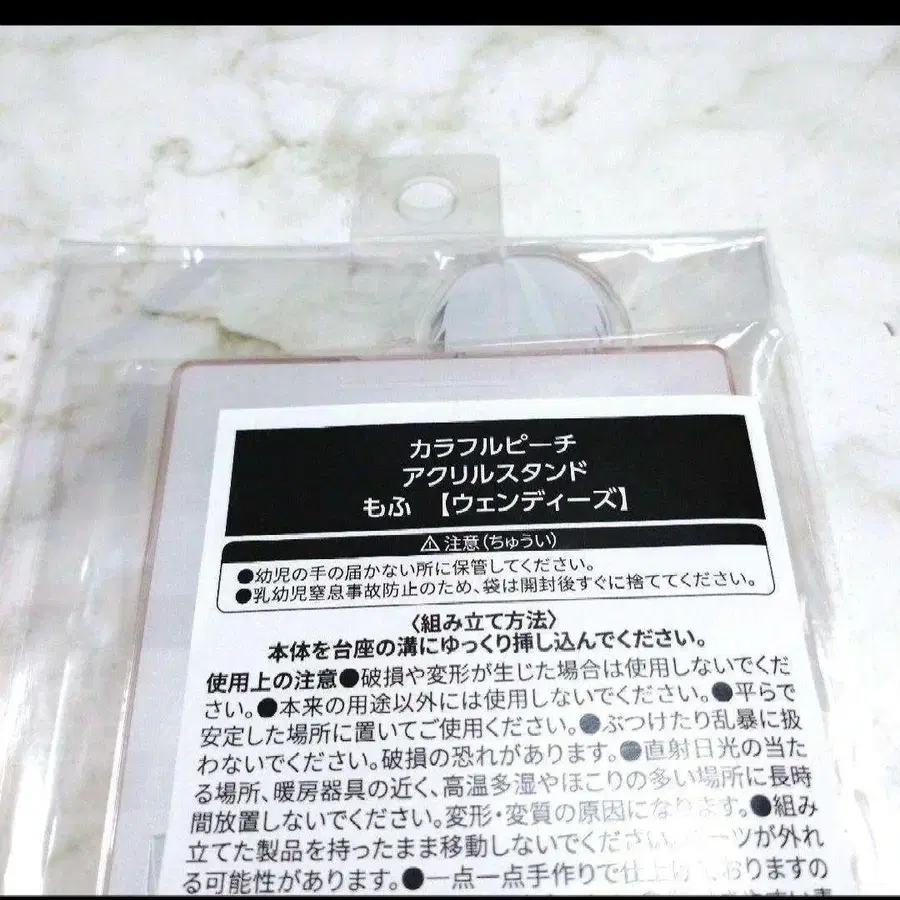 カラフルピーチ
アクリルスタンド
もふ 【ウェンディーズ】
⚠注意(ちゅうい)
●幼児の手の届かない所に保管してください。
●乳幼児窒息事故防止のため、袋は開封後すぐに捨ててください。
〈組み立て方法〉
本体を台座の溝にゆっくり挿し込んでください。
使用上の注意●破損や変形が生じた場合は使用しないでくだ
さい。●本来の用途以外には使用しないでください。●平らで
安定した場所に置いてご使用ください。●ぶつけたり乱暴に扱
わないでください。破損の恐れがあります。●直射日光の当た
る場所、暖房器具の近く、高温多湿やほこりの多い場所に長時
間放置しないでください。変形・変質の原因になります。●組み
立てた製品を持ったまま移動しないでください。パーツが外れ
る可能性があります。●一点一点手作りで仕上げておりますの